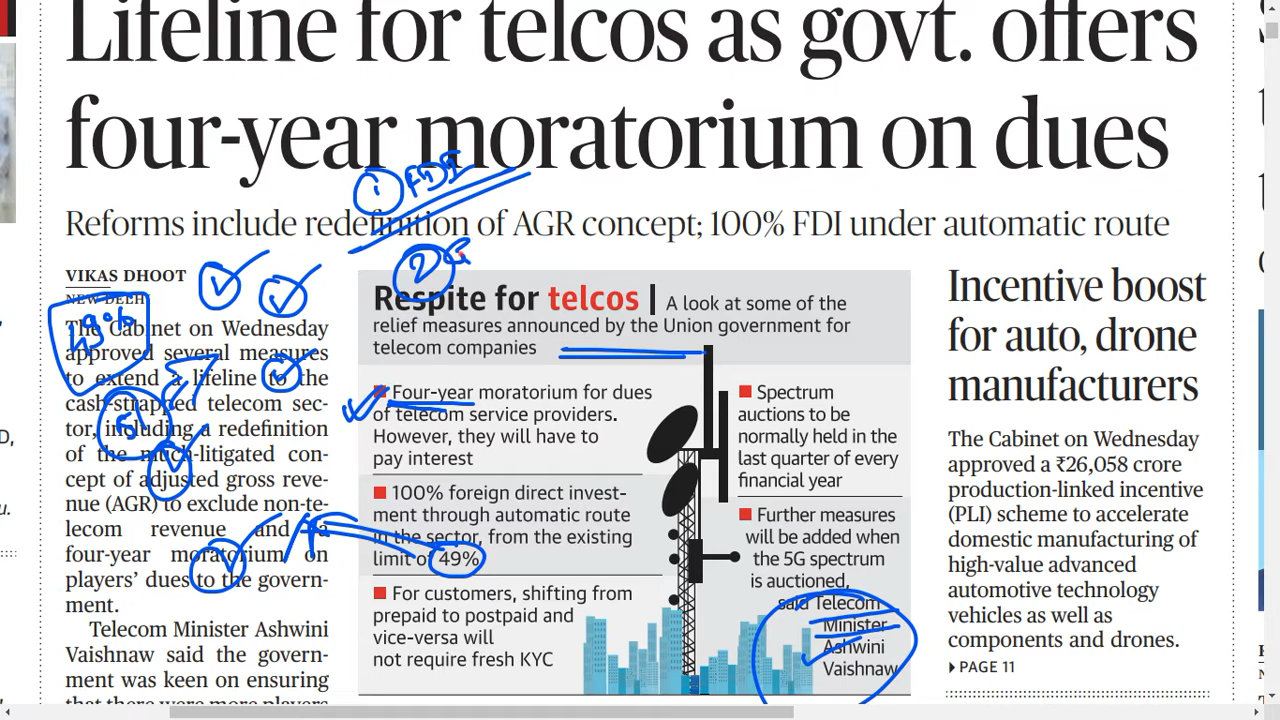 Lifeline for telcos as govt. offers
four-year moratorium on dues
① FDI
Reforms include redefinition of AGR concept; 100% FDI under automatic route
②
VIKAS DHOOT
NEW DELHI
49%
The Cabinet on Wednesday
approved several measures
to extend a lifeline to the
cash-strapped telecom sec-
tor, including a redefinition
of the much-litigated con-
cept of adjusted gross reve-
nue (AGR) to exclude non-te-
lecom revenue and a
four-year moratorium on
players' dues to the govern-
ment.
Telecom Minister Ashwini
Vaishnaw said the govern-
ment was keen on ensuring
that there were more players
51
Respite for telcos | A look at some of the
relief measures announced by the Union government for
telecom companies
Four-year moratorium for dues
of telecom service providers.
However, they will have to
pay interest
100% foreign direct invest-
ment through automatic route
in the sector, from the existing
limit of 49%
For customers, shifting from
prepaid to postpaid and
vice-versa will
not require fresh KYC
Spectrum
auctions to be
normally held in the
last quarter of every
financial year
Further measures
will be added when
the 5G spectrum
is auctioned,
said Telecom
Minister
Ashwini
Vaishnaw
Incentive boost
for auto, drone
manufacturers
The Cabinet on Wednesday
approved a ₹26,058 crore
production-linked incentive
(PLI) scheme to accelerate
domestic manufacturing of
high-value advanced
automotive technology
vehicles as well as
components and drones.
▶ PAGE 11